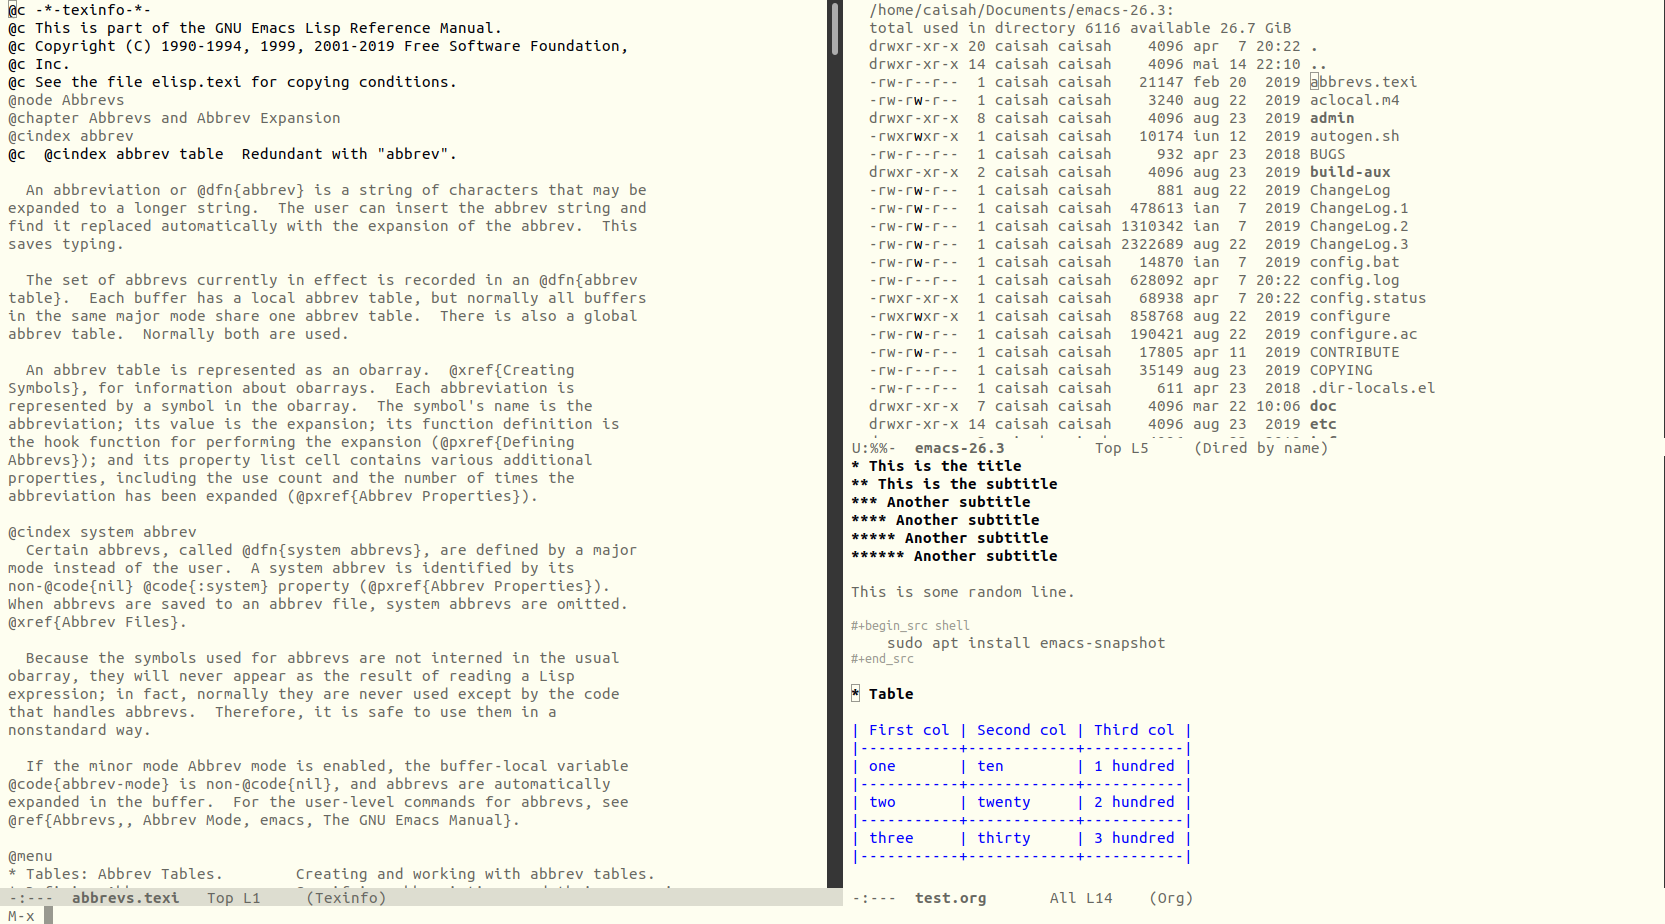 @c -*-texinfo-*-
@c This is part of the GNU Emacs Lisp Reference Manual.
@c Copyright (C) 1990-1994, 1999, 2001-2019 Free Software Foundation,
@c Inc.
@c See the file elisp.texi for copying conditions.
@node Abbrevs
@chapter Abbrevs and Abbrev Expansion
@cindex abbrev
@c  @cindex abbrev table  Redundant with "abbrev".

  An abbreviation or @dfn{abbrev} is a string of characters that may be
expanded to a longer string.  The user can insert the abbrev string and
find it replaced automatically with the expansion of the abbrev.  This
saves typing.

  The set of abbrevs currently in effect is recorded in an @dfn{abbrev
table}.  Each buffer has a local abbrev table, but normally all buffers
in the same major mode share one abbrev table.  There is also a global
abbrev table.  Normally both are used.

  An abbrev table is represented as an obarray.  @xref{Creating
Symbols}, for information about obarrays.  Each abbreviation is
represented by a symbol in the obarray.  The symbol's name is the
abbreviation; its value is the expansion; its function definition is
the hook function for performing the expansion (@pxref{Defining
Abbrevs}); and its property list cell contains various additional
properties, including the use count and the number of times the
abbreviation has been expanded (@pxref{Abbrev Properties}).

@cindex system abbrev
  Certain abbrevs, called @dfn{system abbrevs}, are defined by a major
mode instead of the user.  A system abbrev is identified by its
non-@code{nil} @code{:system} property (@pxref{Abbrev Properties}).
When abbrevs are saved to an abbrev file, system abbrevs are omitted.
@xref{Abbrev Files}.

  Because the symbols used for abbrevs are not interned in the usual
obarray, they will never appear as the result of reading a Lisp
expression; in fact, normally they are never used except by the code
that handles abbrevs.  Therefore, it is safe to use them in a
nonstandard way.

  If the minor mode Abbrev mode is enabled, the buffer-local variable
@code{abbrev-mode} is non-@code{nil}, and abbrevs are automatically
expanded in the buffer.  For the user-level commands for abbrevs, see
@ref{Abbrevs,, Abbrev Mode, emacs, The GNU Emacs Manual}.

@menu
* Tables: Abbrev Tables.        Creating and working with abbrev tables.
-:---  abbrevs.texi   Top L1     (Texinfo)
M-x
/home/caisah/Documents/emacs-26.3:
total used in directory 6116 available 26.7 GiB
drwxr-xr-x 20 caisah caisah    4096 apr  7 20:22 .
drwxr-xr-x 14 caisah caisah    4096 mai 14 22:10 ..
-rw-r--r--  1 caisah caisah   21147 feb 20  2019 abbrevs.texi
-rw-rw-r--  1 caisah caisah    3240 aug 22  2019 aclocal.m4
drwxr-xr-x  8 caisah caisah    4096 aug 23  2019 admin
-rwxrwxr-x  1 caisah caisah   10174 iun 12  2019 autogen.sh
-rw-r--r--  1 caisah caisah     932 apr 23  2018 BUGS
drwxr-xr-x  2 caisah caisah    4096 aug 23  2019 build-aux
-rw-rw-r--  1 caisah caisah     881 aug 22  2019 ChangeLog
-rw-rw-r--  1 caisah caisah  478613 ian  7  2019 ChangeLog.1
-rw-rw-r--  1 caisah caisah 1310342 ian  7  2019 ChangeLog.2
-rw-rw-r--  1 caisah caisah 2322689 aug 22  2019 ChangeLog.3
-rw-rw-r--  1 caisah caisah   14870 ian  7  2019 config.bat
-rw-r--r--  1 caisah caisah  628092 apr  7 20:22 config.log
-rwxr-xr-x  1 caisah caisah   68938 apr  7 20:22 config.status
-rwxrwxr-x  1 caisah caisah  858768 aug 22  2019 configure
-rw-rw-r--  1 caisah caisah  190421 aug 22  2019 configure.ac
-rw-rw-r--  1 caisah caisah   17805 apr 11  2019 CONTRIBUTE
-rw-r--r--  1 caisah caisah   35149 aug 23  2019 COPYING
-rw-r--r--  1 caisah caisah     611 apr 23  2018 .dir-locals.el
drwxr-xr-x  7 caisah caisah    4096 mar 22 10:06 doc
drwxr-xr-x 14 caisah caisah    4096 aug 23  2019 etc
U:%%-  emacs-26.3          Top L5     (Dired by name)
* This is the title
** This is the subtitle
*** Another subtitle
**** Another subtitle
***** Another subtitle
****** Another subtitle

This is some random line.

#+begin_src shell
    sudo apt install emacs-snapshot
#+end_src

* Table

| First col | Second col | Third col |
|-----------+------------+-----------|
| one       | ten        | 1 hundred |
|-----------+------------+-----------|
| two       | twenty     | 2 hundred |
|-----------+------------+-----------|
| three     | thirty     | 3 hundred |
|-----------+------------+-----------|
-:---  test.org       All L14    (Org)